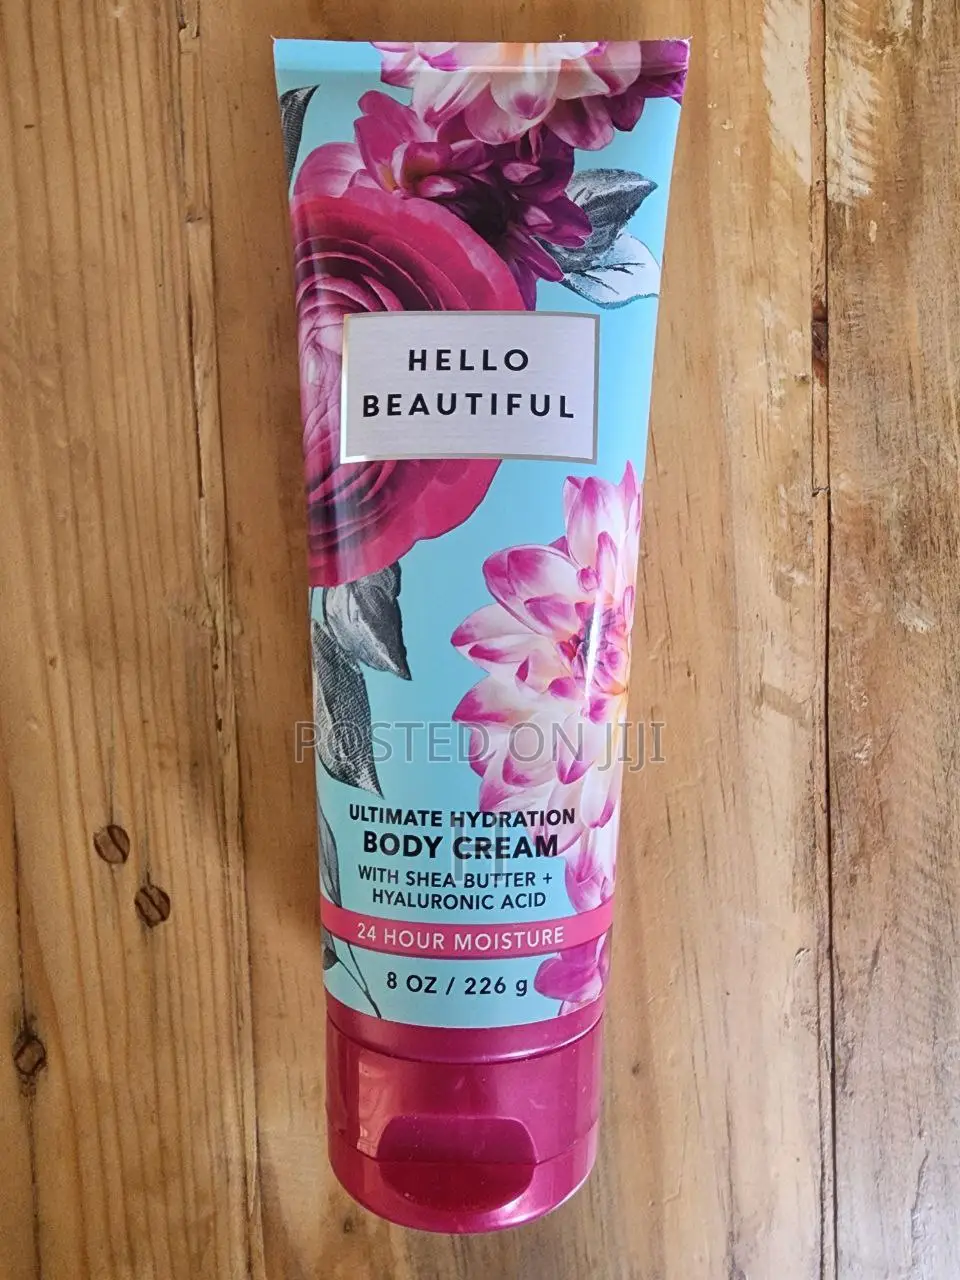 HELLO
BEAUTIFUL
POSTED ON JIJI
ULTIMATE HYDRATION
BODY CREAM
WITH SHEA BUTTER +
HYALURONIC ACID
24 HOUR MOISTURE
8 OZ / 226 g